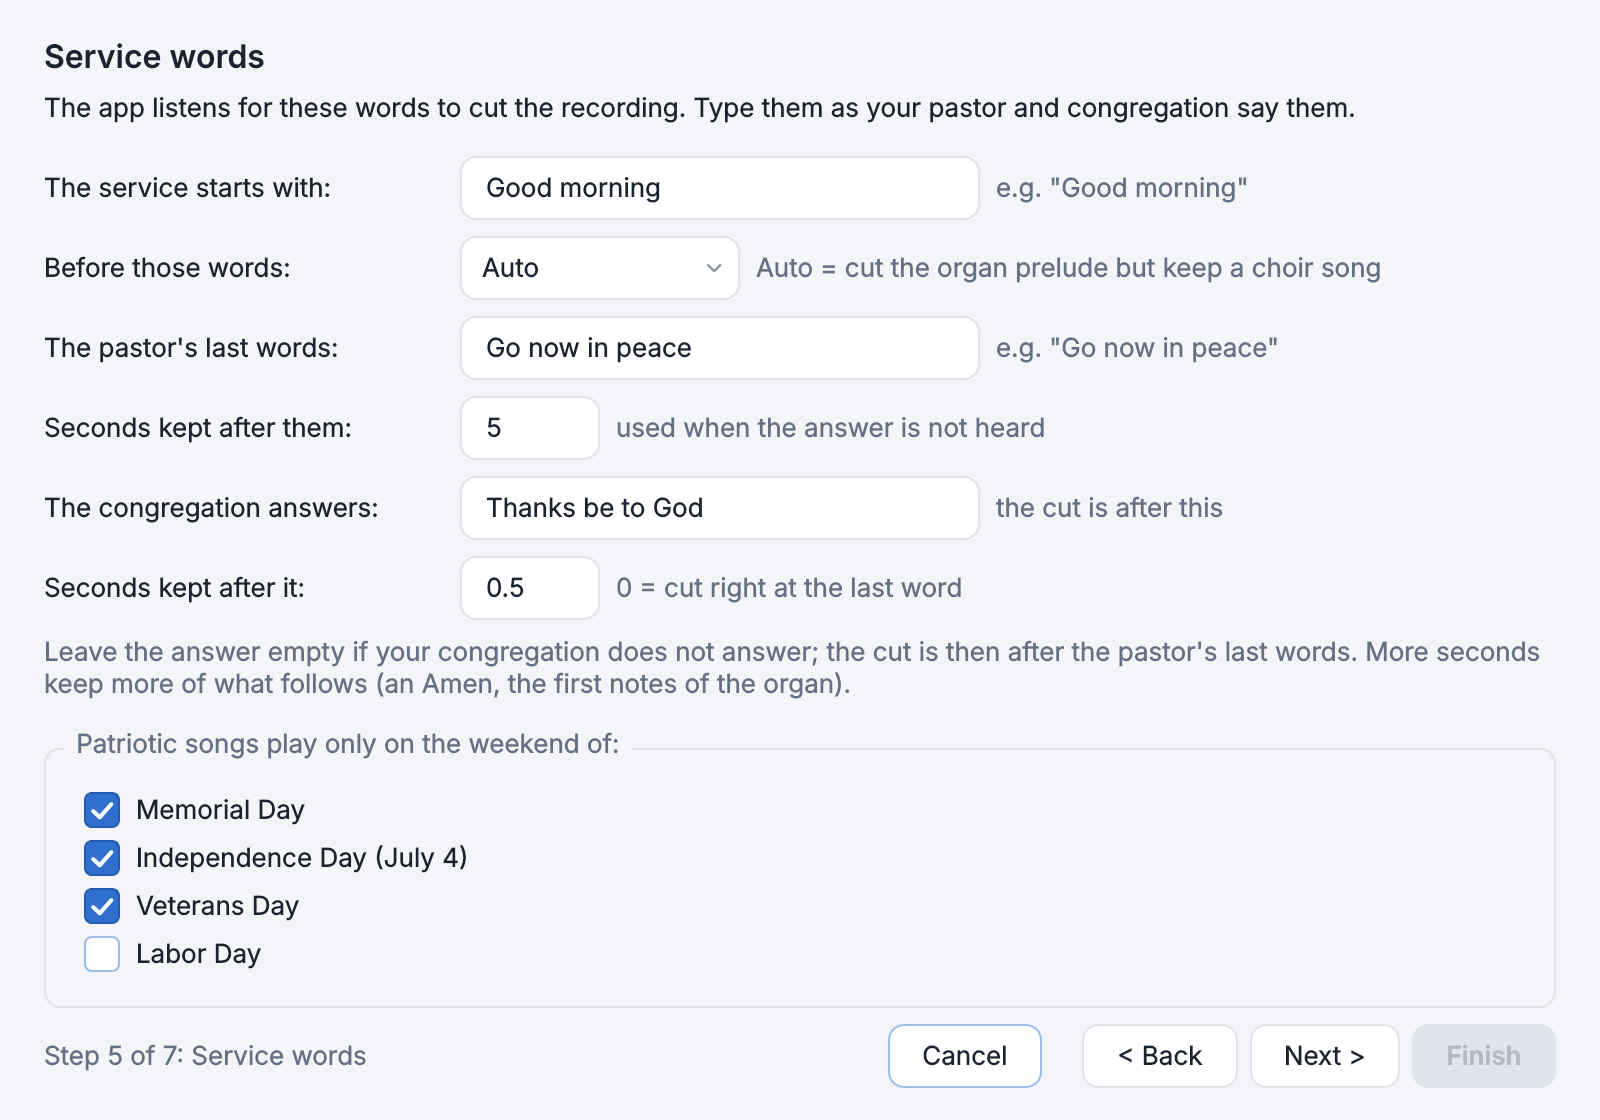 Service words
The app listens for these words to cut the recording. Type them as your pastor and congregation say them.
The service starts with: Good morning e.g. "Good morning"
Before those words: Auto Auto = cut the organ prelude but keep a choir song
The pastor's last words: Go now in peace e.g. "Go now in peace"
Seconds kept after them: 5 used when the answer is not heard
The congregation answers: Thanks be to God the cut is after this
Seconds kept after it: 0.5 0 = cut right at the last word
Leave the answer empty if your congregation does not answer; the cut is then after the pastor's last words. More seconds
keep more of what follows (an Amen, the first notes of the organ).
Patriotic songs play only on the weekend of:
Memorial Day
Independence Day (July 4)
Veterans Day
Labor Day
Step 5 of 7: Service words Cancel < Back Next > Finish